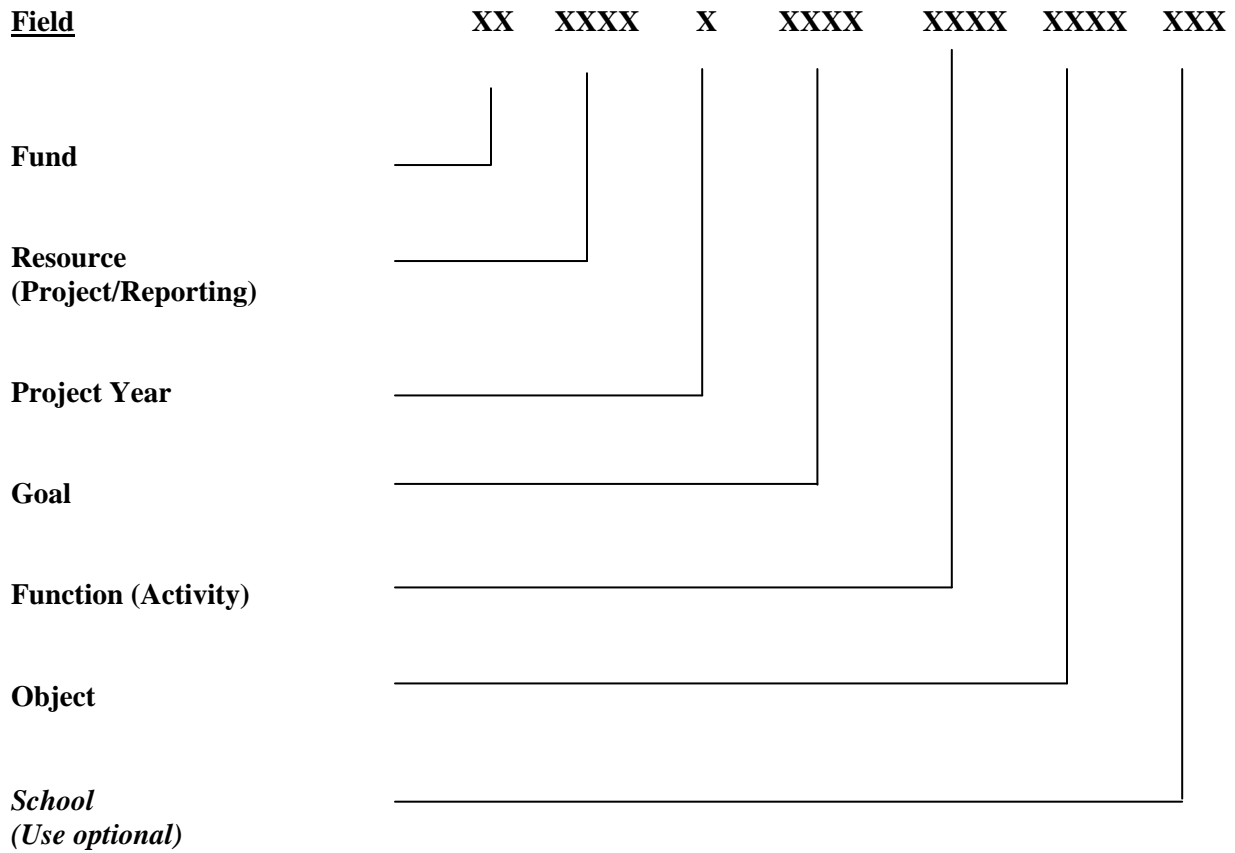 Field XX XXXX X XXXX XXXX XXXX XXX
Fund
Resource
(Project/Reporting)
Project Year
Goal
Function (Activity)
Object
School
(Use optional)